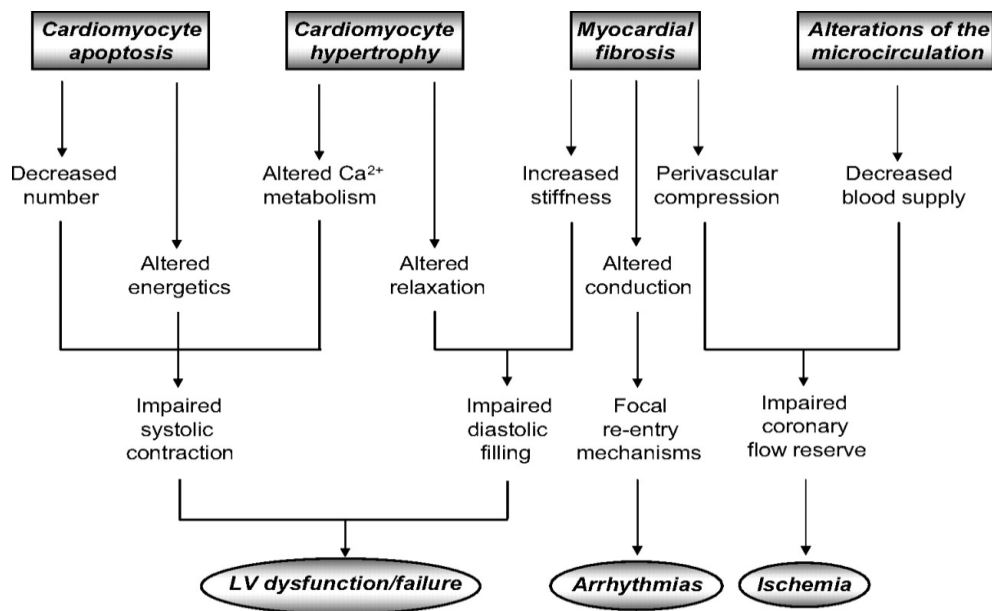 Cardiomyocyte
apoptosis
Cardiomyocyte
hypertrophy
Myocardial
fibrosis
Alterations of the
microcirculation
Decreased
number
Altered Ca²⁺
metabolism
Increased
stiffness
Perivascular
compression
Decreased
blood supply
Altered
energetics
Altered
relaxation
Altered
conduction
Impaired
systolic
contraction
Impaired
diastolic
filling
Focal
re-entry
mechanisms
Impaired
coronary
flow reserve
LV dysfunction/failure
Arrhythmias
Ischemia